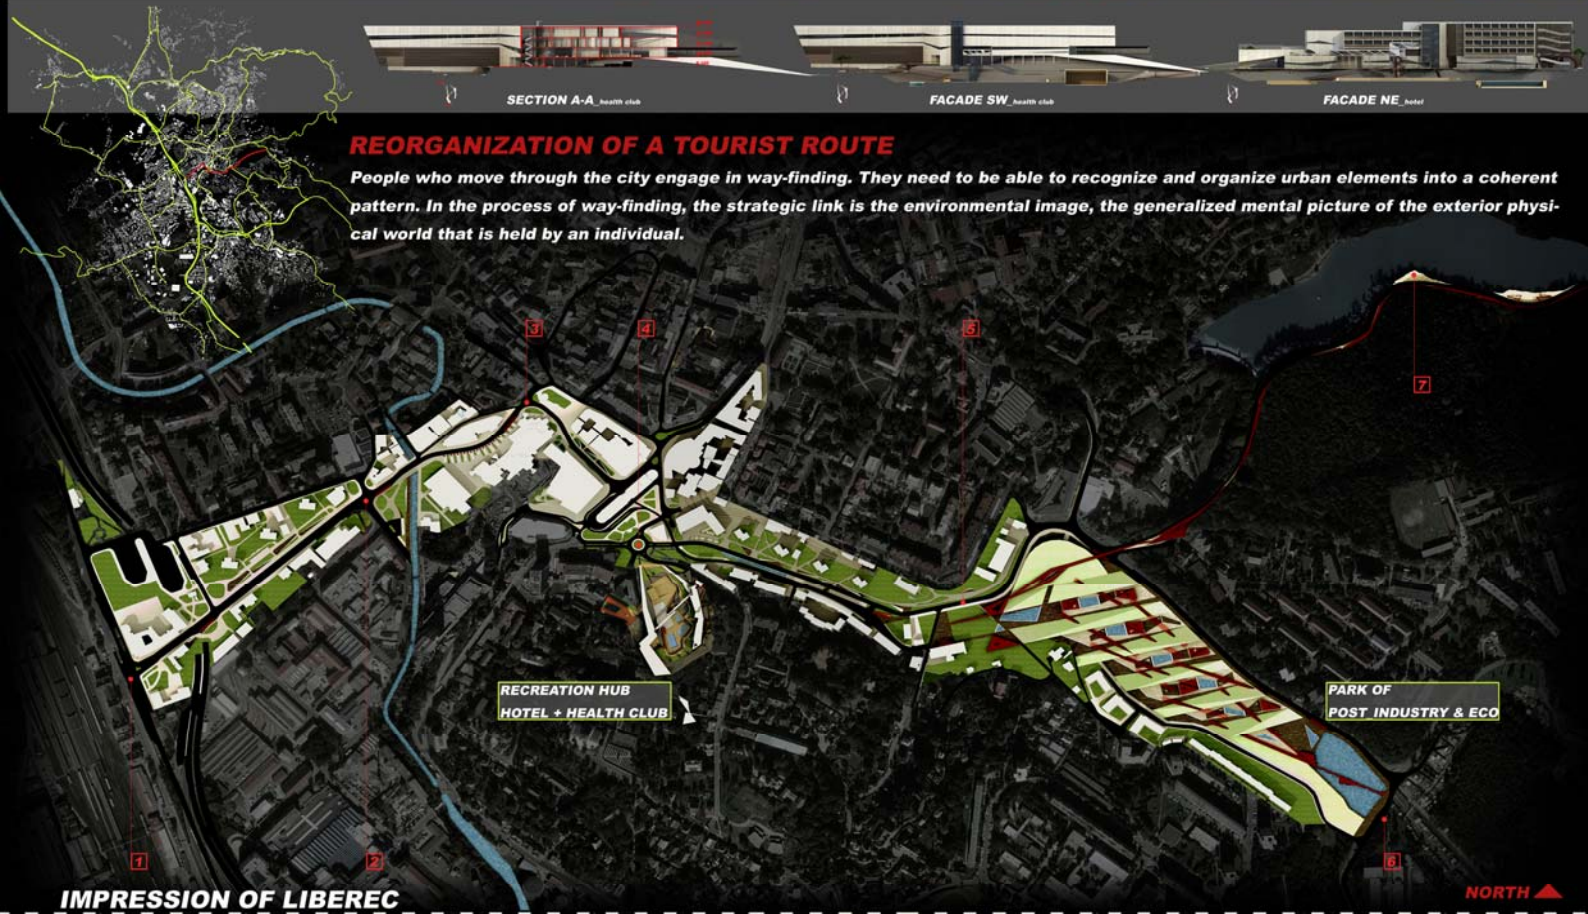 SECTION A-A_health club
FACADE SW_health club
FACADE NE_hotel
REORGANIZATION OF A TOURIST ROUTE
People who move through the city engage in way-finding. They need to be able to recognize and organize urban elements into a coherent
pattern. In the process of way-finding, the strategic link is the environmental image, the generalized mental picture of the exterior physi-
cal world that is held by an individual.
3
4
5
7
RECREATION HUB
HOTEL + HEALTH CLUB
PARK OF
POST_INDUSTRY & ECO
1
2
6
IMPRESSION OF LIBEREC
NORTH